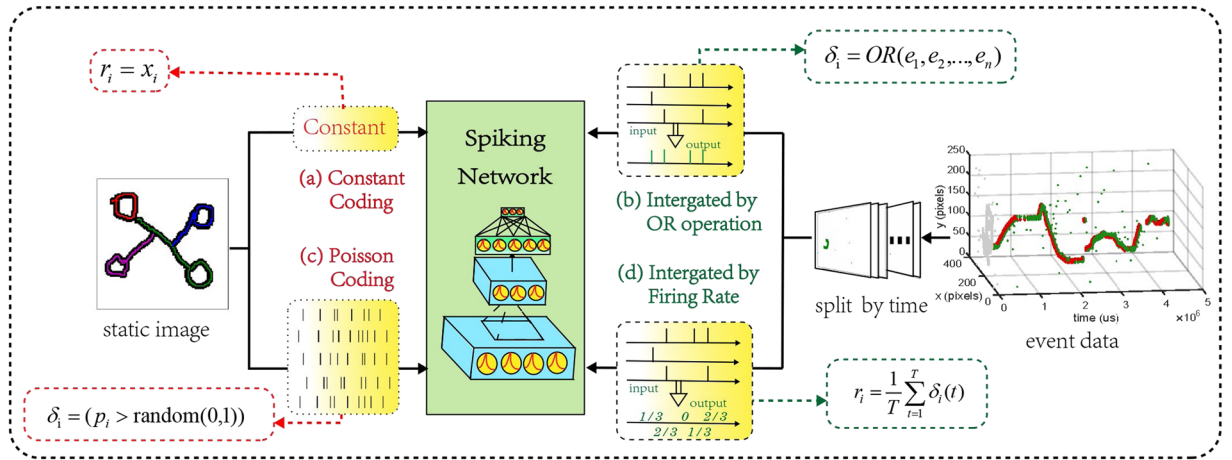 r_i = x_i
Constant
(a) Constant
Coding
(c) Poisson
Coding
static image
δ_i = (p_i > random(0,1))
Spiking
Network
δ_i = OR(e_1, e_2, ..., e_n)
input
output
(b) Intergated by
OR operation
(d) Intergated by
Firing Rate
input
output
1/3 0 2/3
2/3 1/3
r_i = \frac{1}{T} \sum_{t=1}^{T} δ_i(t)
split by time
y (pixels)
250
200
150
100
50
0
400
200
0
x (pixels)
0 1 2 3 4 5
×10^6
time (us)
event data